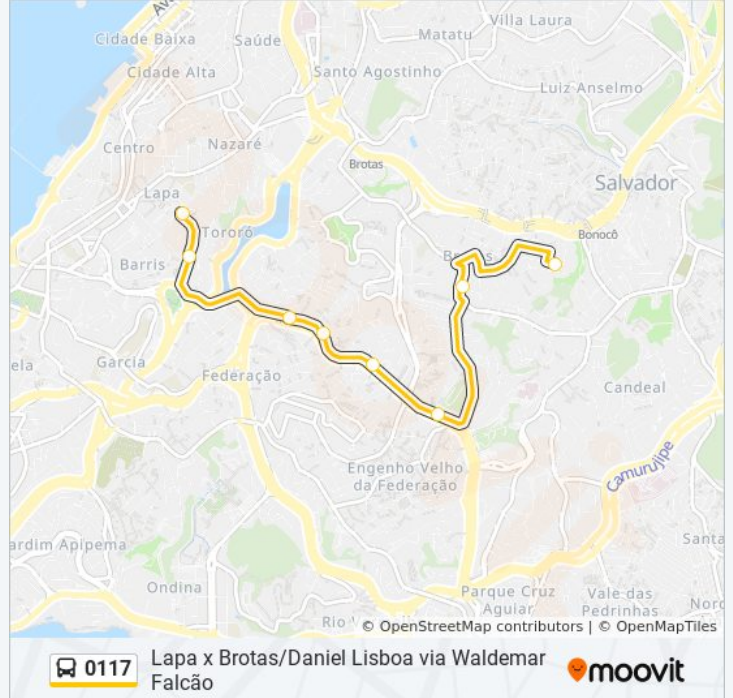 Av
Villa Laura
Cidade Baixa
Saúde
Matatu
Cidade Alta
Santo Agostinho
Luiz Anselmo
Centro
Nazaré
Brotas
Lapa
Salvador
Tororó
Bonocô
Barris
Garcia
Federação
Candeal
Engenho Velho
da Federação
Camurujipe
ardim Apipema
Santa
Ondina
Parque Cruz
Aguiar
Vale das
Pedrinhas
Nord
Rio
© OpenStreetMap contributors | © OpenMapTiles
0117
Lapa x Brotas/Daniel Lisboa via Waldemar
Falcão
moovit